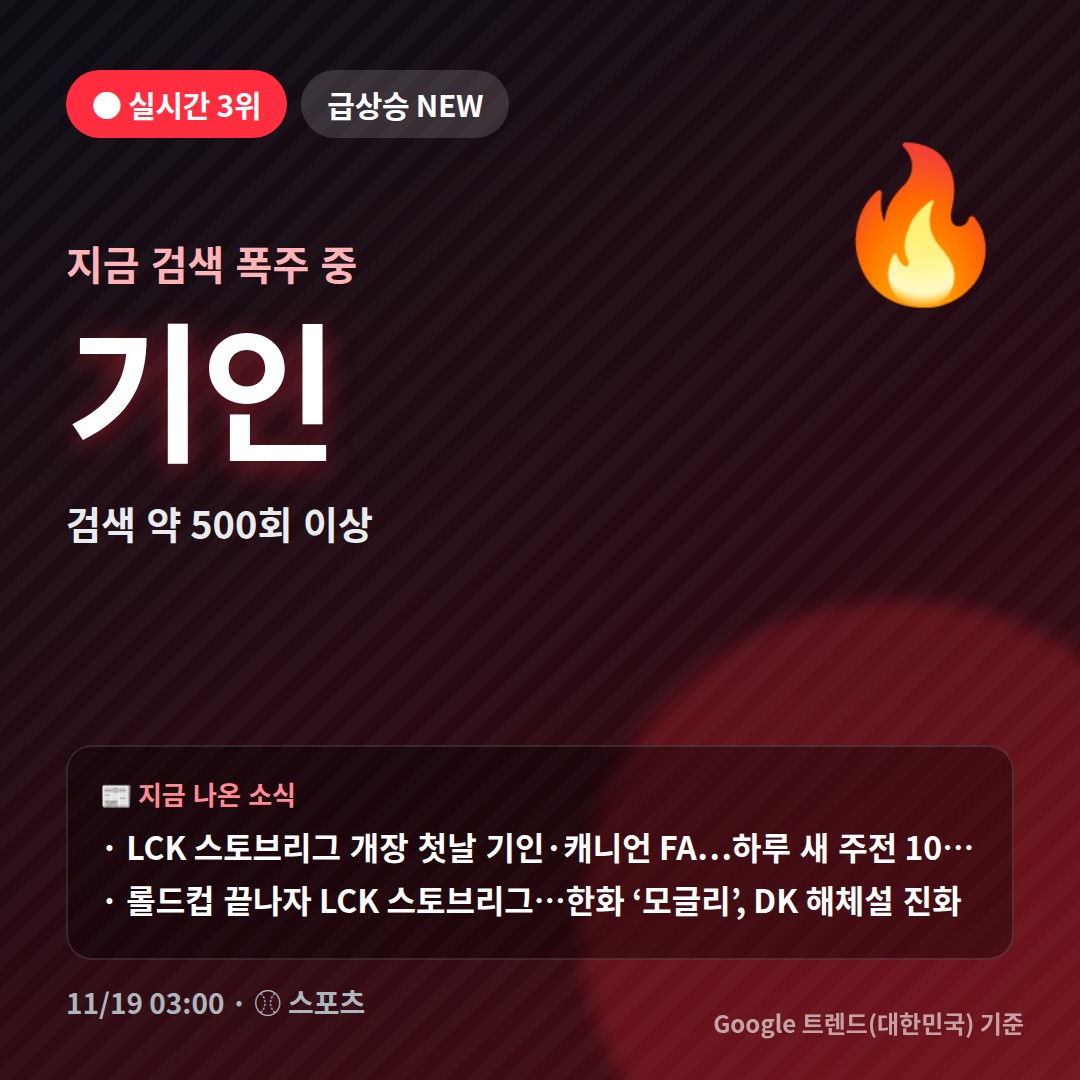 실시간 3위
급상승 NEW
지금 검색 폭주 중
기인
검색 약 500회 이상
지금 나온 소식
· LCK 스토브리그 개장 첫날 기인·캐니언 FA…하루 새 주전 10…
· 롤드컵 끝나자 LCK 스토브리그…한화 ‘모글리’, DK 해체설 진화
11/19 03:00 · 스포츠
Google 트렌드(대한민국) 기준